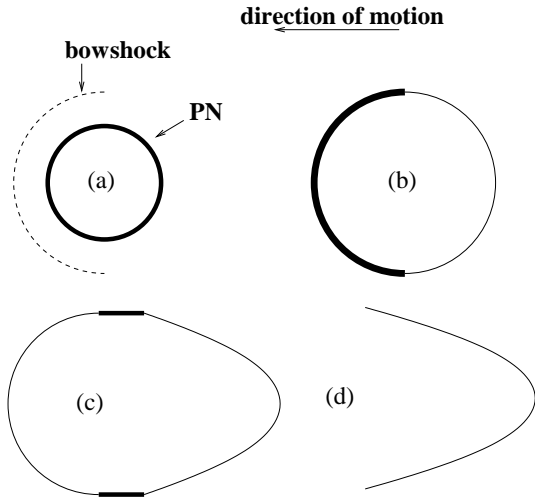 direction of motion
bowshock
PN
(a)
(b)
(c)
(d)